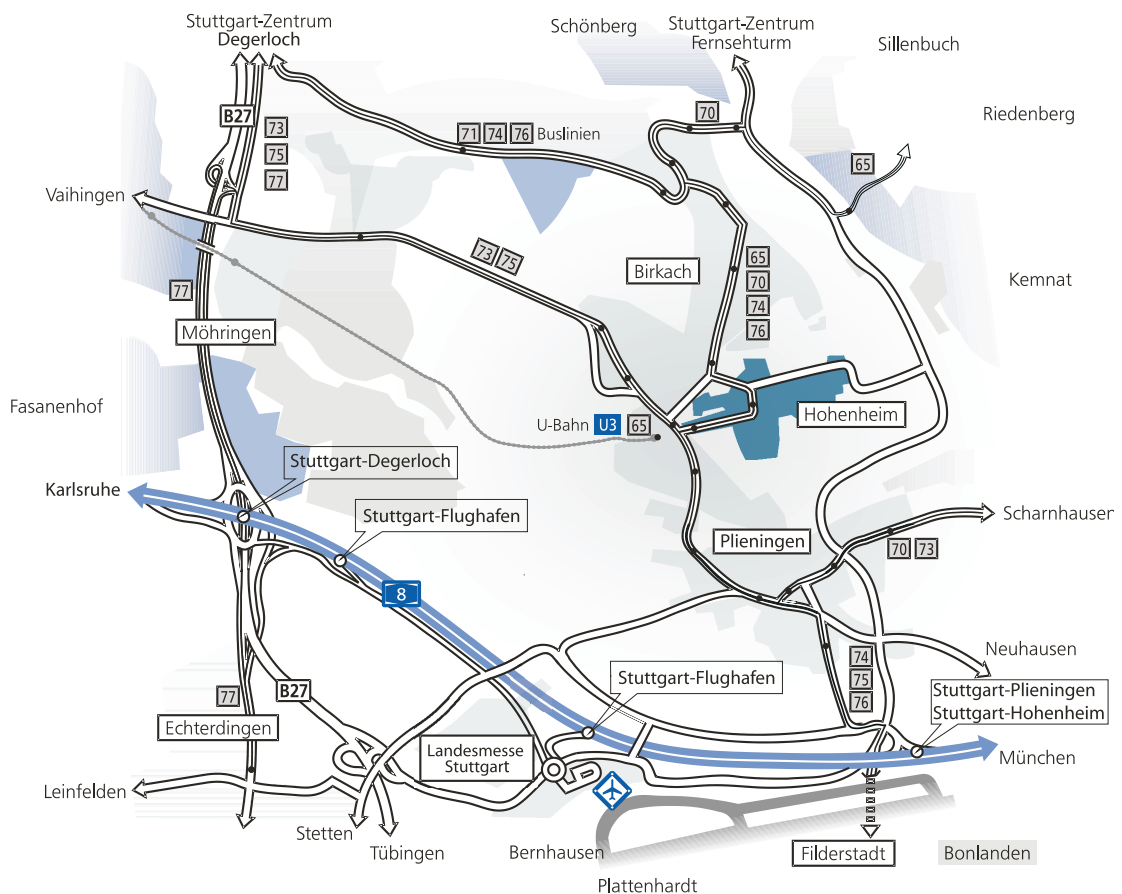 Stuttgart-Zentrum
Degerloch
Schönberg
Stuttgart-Zentrum
Fernsehturm
Sillenbuch
Riedenberg
B27
73
75
77
71 74 76 Buslinien
70
65
Vaihingen
73 75
Birkach
65
70
74
76
Kemnat
77
Möhringen
Fasanenhof
U-Bahn U3 65
Hohenheim
Stuttgart-Degerloch
Karlsruhe
Stuttgart-Flughafen
Scharnhausen
Plieningen
70 73
8
Neuhausen
74
75
76
Stuttgart-Flughafen
Stuttgart-Plieningen
Stuttgart-Hohenheim
77
B27
Echterdingen
Landesmesse
Stuttgart
München
Leinfelden
Stetten
Tübingen
Bernhausen
Filderstadt
Bonlanden
Plattenhardt